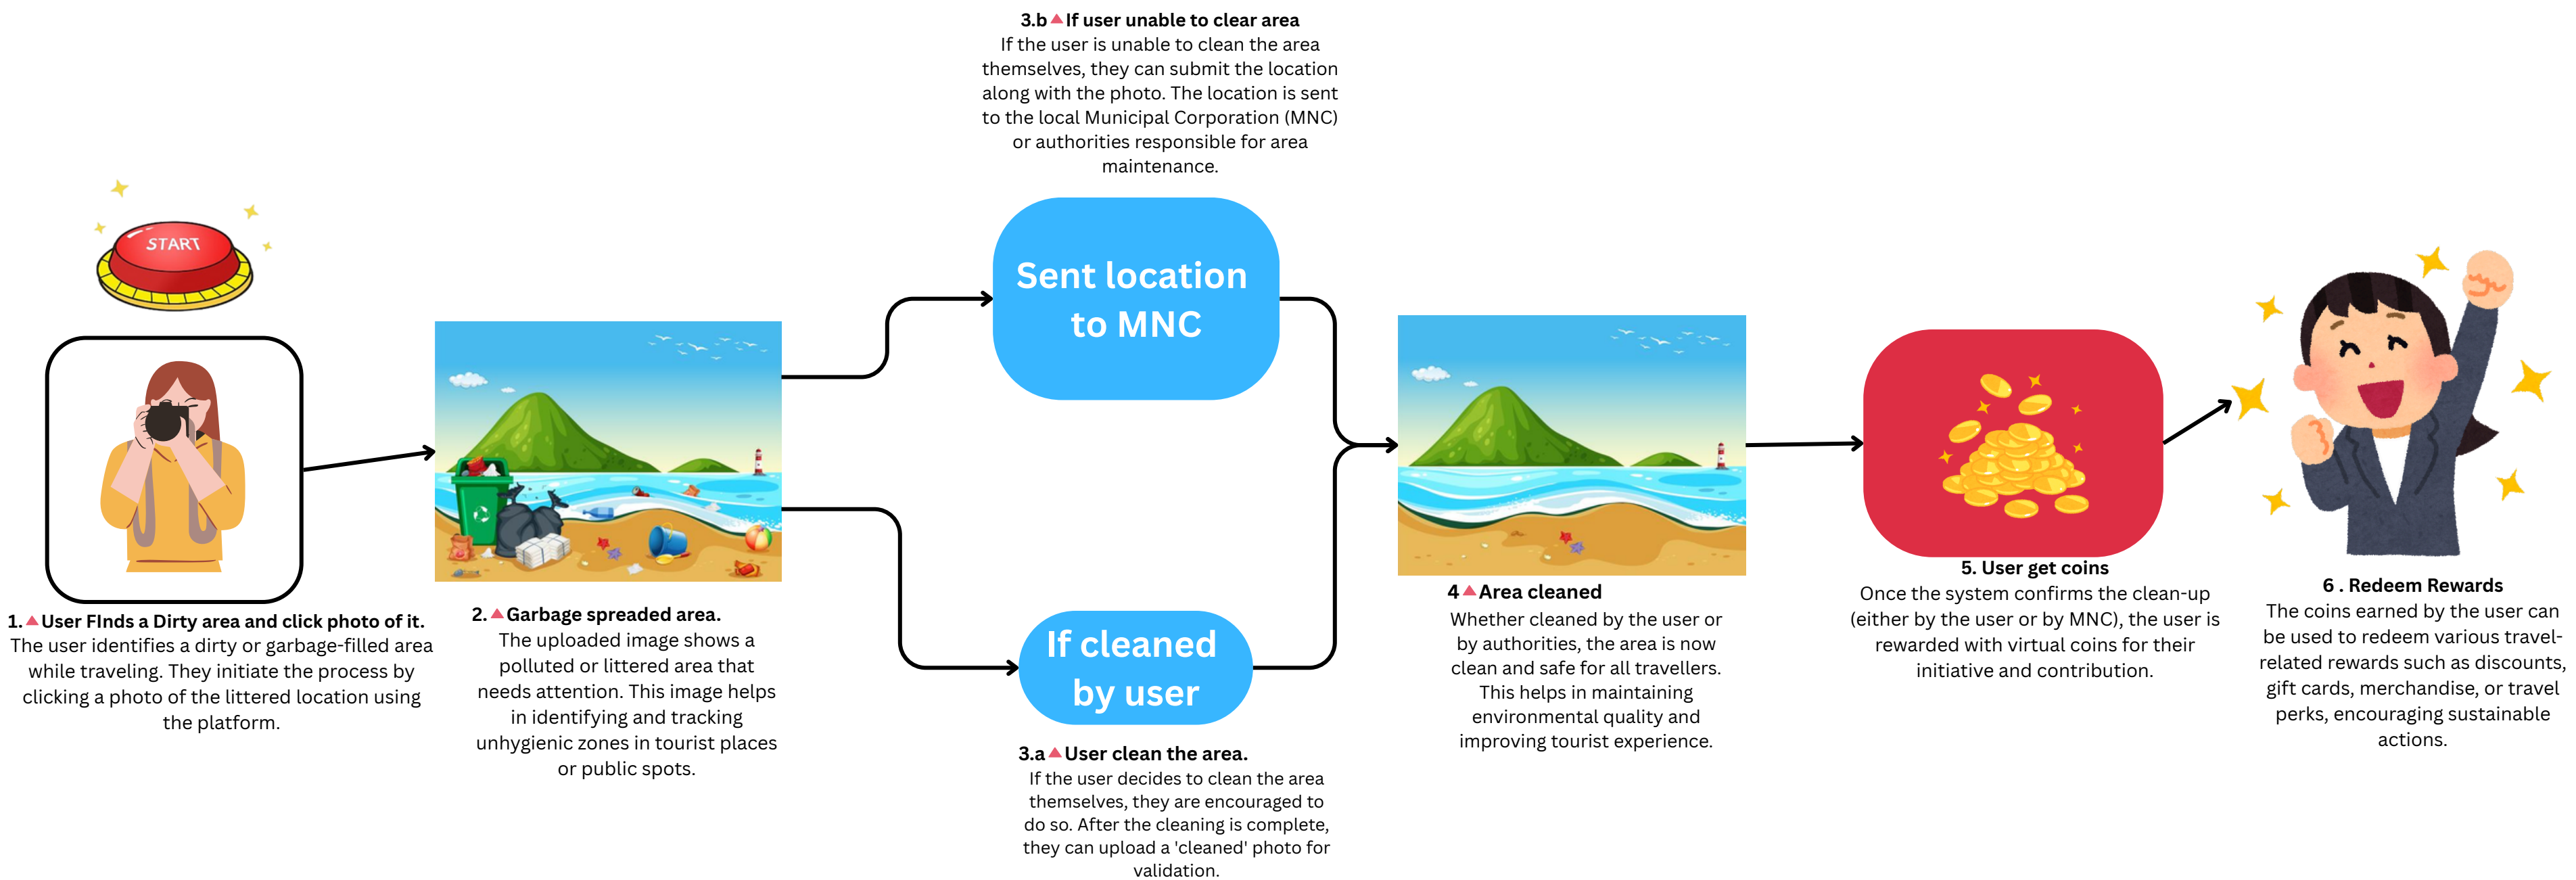 START
1. User FInds a Dirty area and click photo of it.
The user identifies a dirty or garbage-filled area
while traveling. They initiate the process by
clicking a photo of the littered location using
the platform.
2. Garbage spreaded area.
The uploaded image shows a
polluted or littered area that
needs attention. This image helps
in identifying and tracking
unhygienic zones in tourist places
or public spots.
3.b If user unable to clear area
If the user is unable to clean the area
themselves, they can submit the location
along with the photo. The location is sent
to the local Municipal Corporation (MNC)
or authorities responsible for area
maintenance.
Sent location
to MNC
If cleaned
by user
3.a User clean the area.
If the user decides to clean the area
themselves, they are encouraged to
do so. After the cleaning is complete,
they can upload a 'cleaned' photo for
validation.
4 Area cleaned
Whether cleaned by the user or
by authorities, the area is now
clean and safe for all travellers.
This helps in maintaining
environmental quality and
improving tourist experience.
5. User get coins
Once the system confirms the clean-up
(either by the user or by MNC), the user is
rewarded with virtual coins for their
initiative and contribution.
6 . Redeem Rewards
The coins earned by the user can
be used to redeem various travel-
related rewards such as discounts,
gift cards, merchandise, or travel
perks, encouraging sustainable
actions.